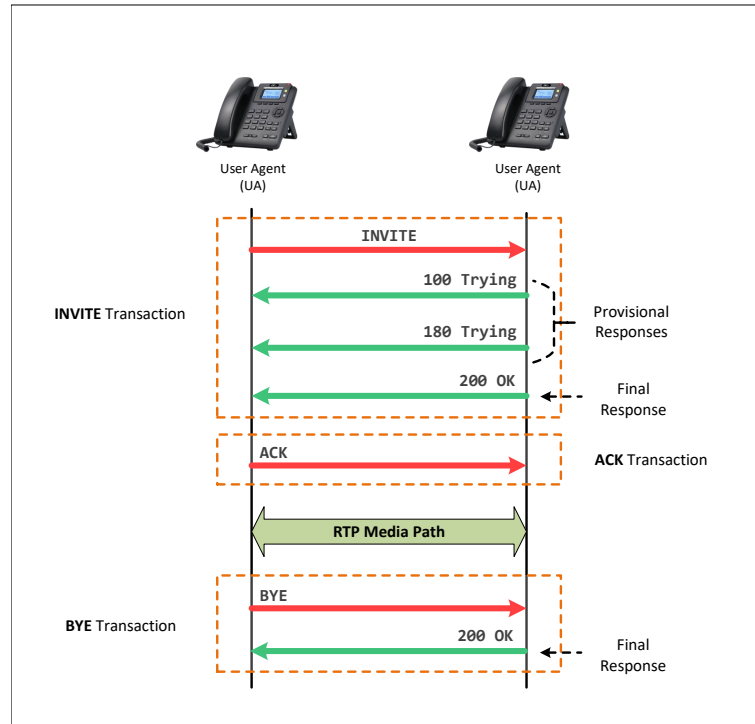 User Agent
(UA)
User Agent
(UA)
INVITE
100 Trying
INVITE Transaction
Provisional
Responses
180 Trying
200 OK
Final
Response
ACK
ACK Transaction
RTP Media Path
BYE
BYE Transaction
200 OK
Final
Response